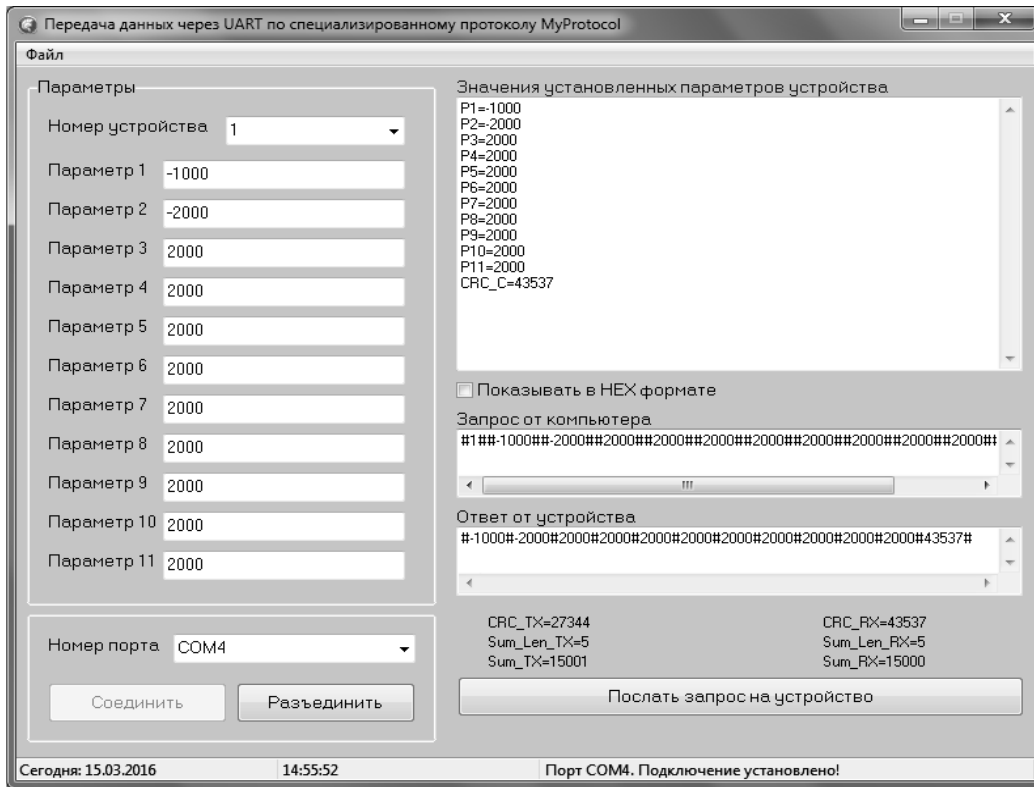 Передача данных через UART по специализированному протоколу MyProtocol
Файл
Параметры
Номер устройства 1
Параметр 1 -1000
Параметр 2 -2000
Параметр 3 2000
Параметр 4 2000
Параметр 5 2000
Параметр 6 2000
Параметр 7 2000
Параметр 8 2000
Параметр 9 2000
Параметр 10 2000
Параметр 11 2000
Номер порта COM4
Соединить Разъединить
Значения установленных параметров устройства
P1=-1000
P2=-2000
P3=2000
P4=2000
P5=2000
P6=2000
P7=2000
P8=2000
P9=2000
P10=2000
P11=2000
CRC_C=43537
Показывать в HEX формате
Запрос от компьютера
#1##-1000##-2000##2000##2000##2000##2000##2000##2000##2000##2000##
Ответ от устройства
#-1000#-2000#2000#2000#2000#2000#2000#2000#2000#2000#2000#43537#
CRC_TX=27344 CRC_RX=43537
Sum_Len_TX=5 Sum_Len_RX=5
Sum_TX=15001 Sum_RX=15000
Послать запрос на устройство
Сегодня: 15.03.2016 14:55:52 Порт COM4. Подключение установлено!